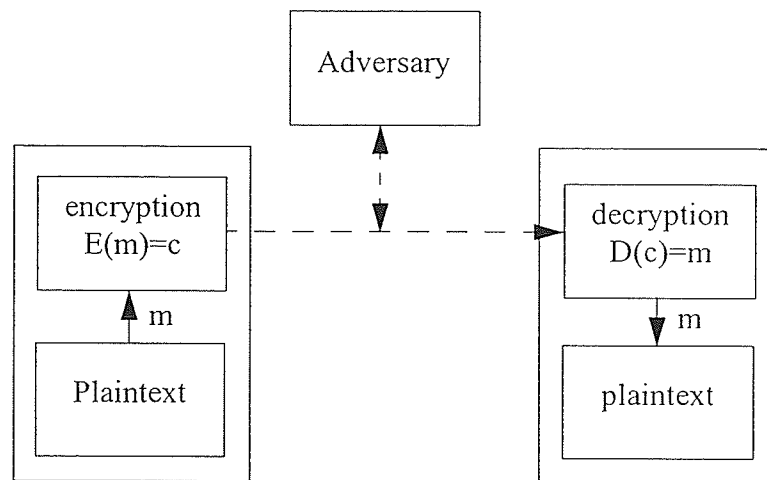 Adversary
encryption
E(m)=c
m
Plaintext
decryption
D(c)=m
m
plaintext